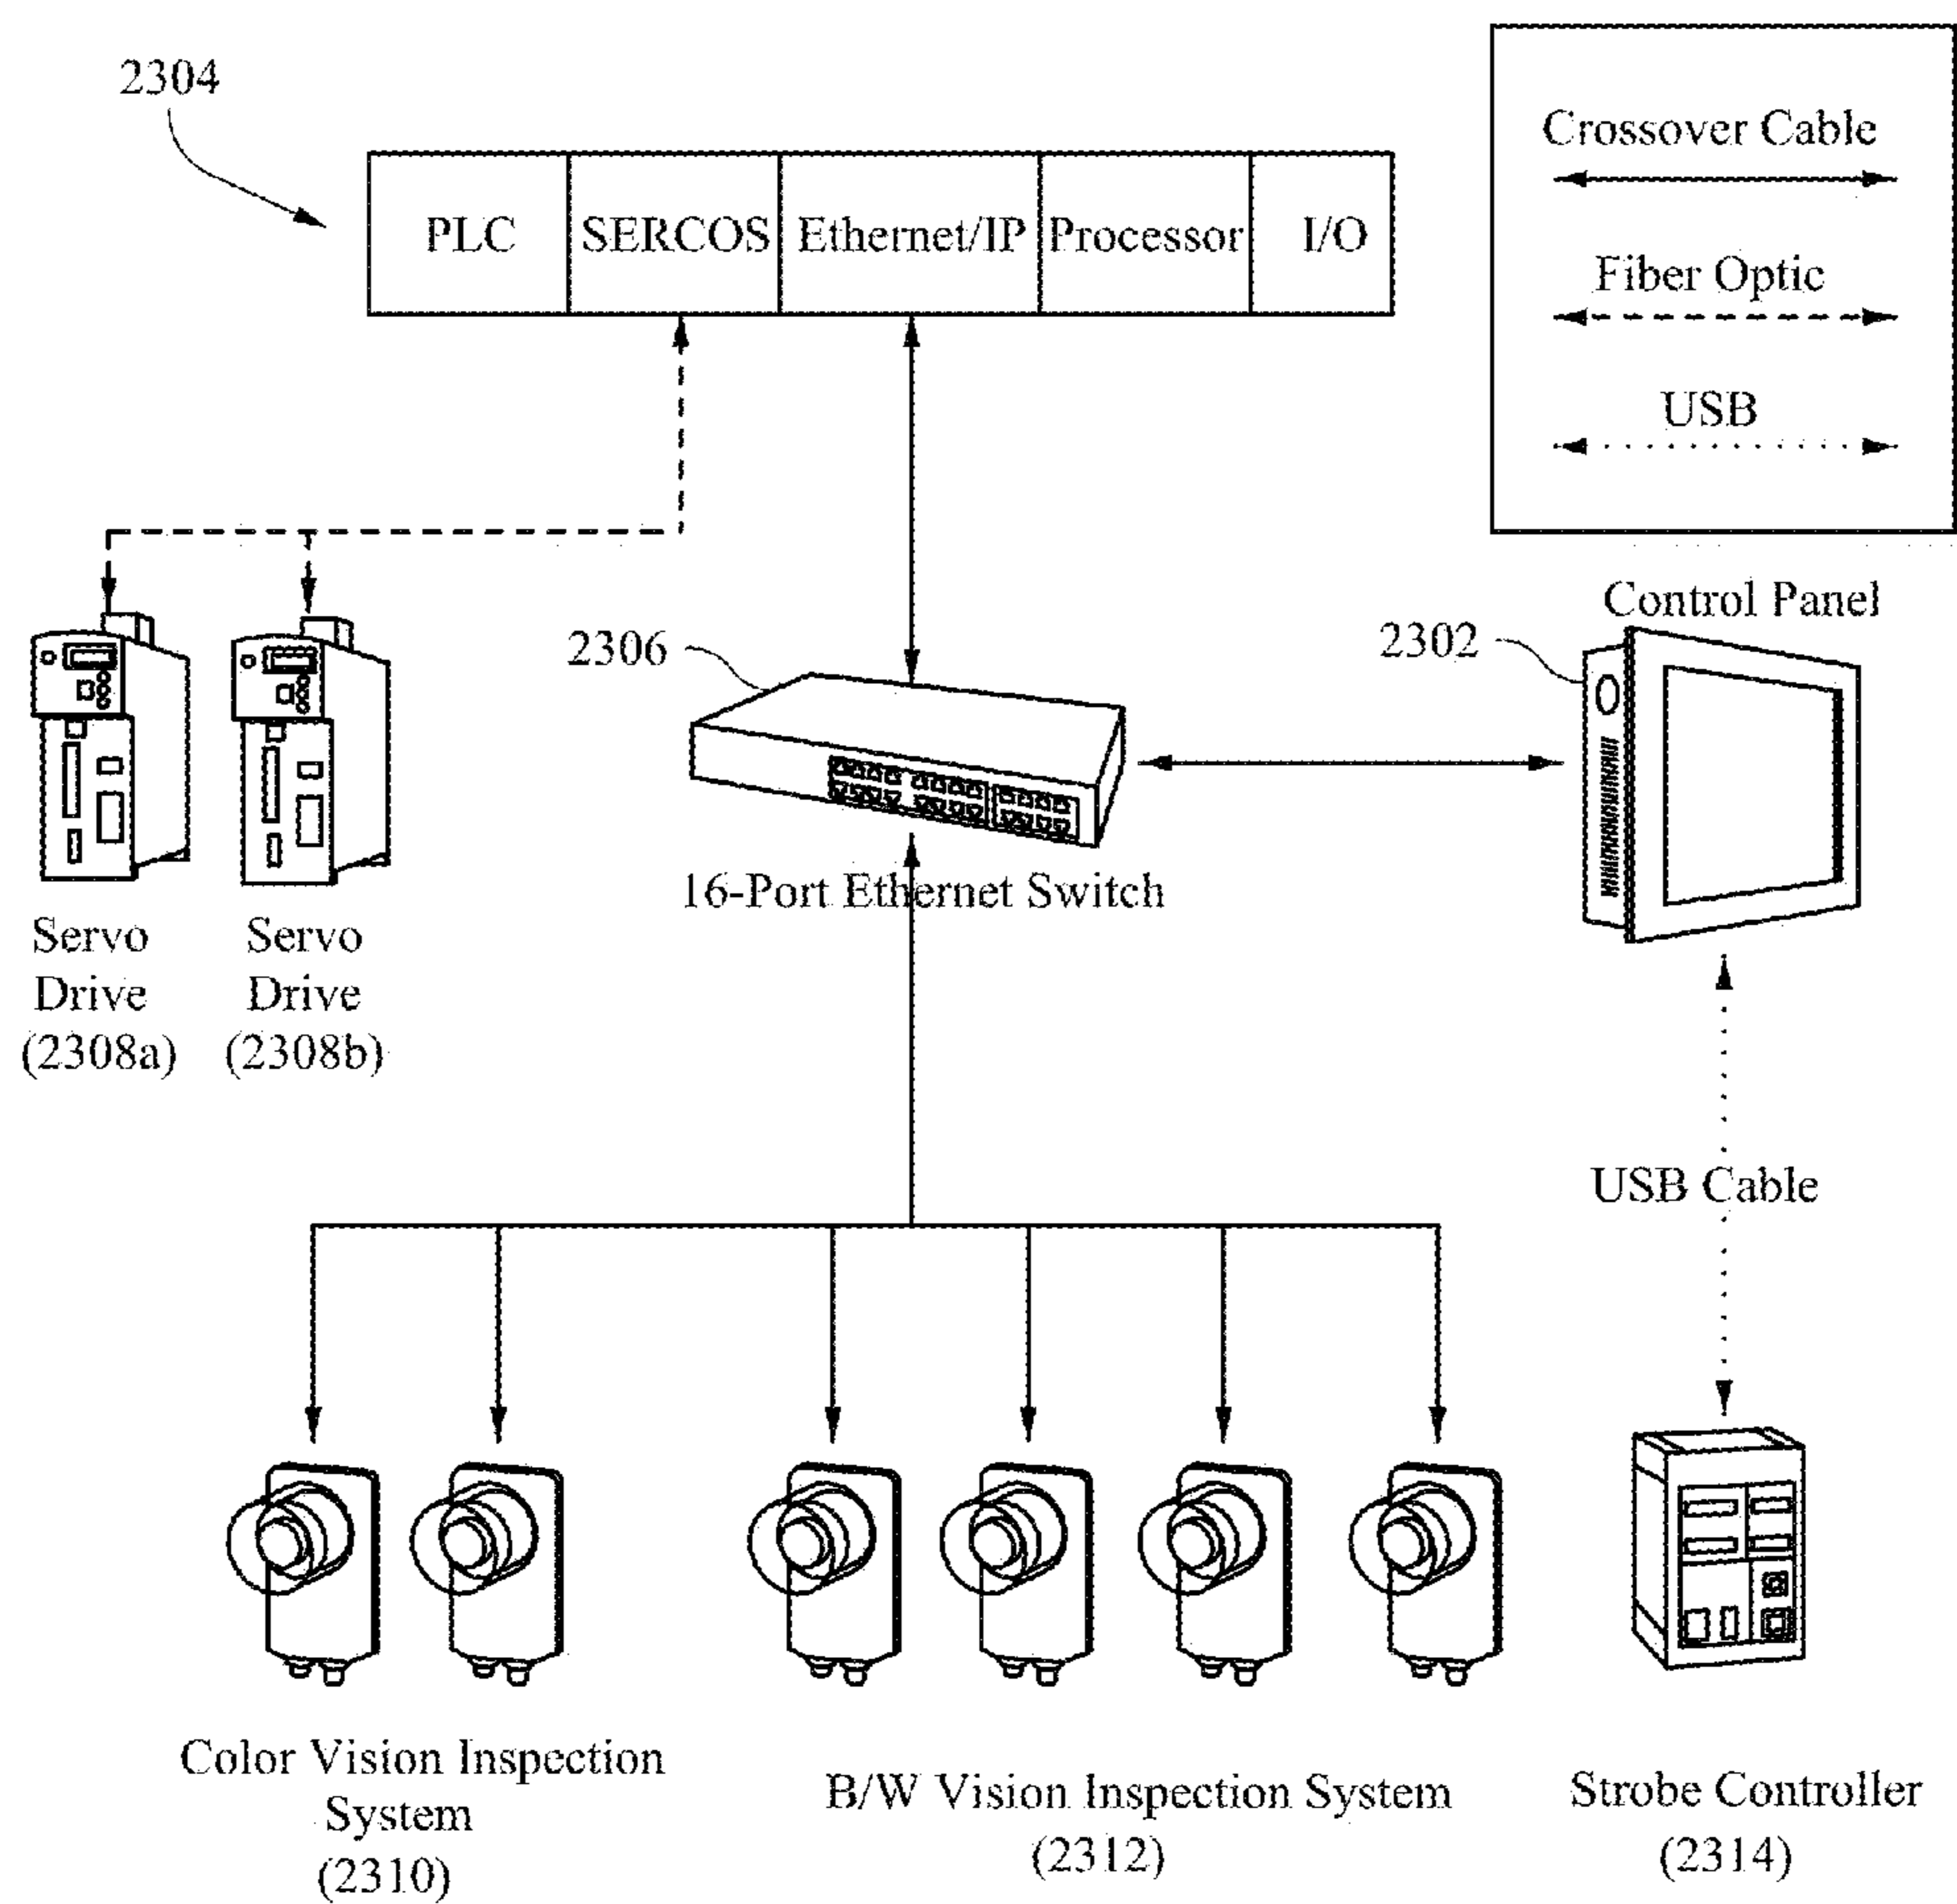 2304
Crossover Cable
PLC SERCOS Ethernet/IP Processor I/O
Fiber Optic
USB
Control Panel
2306
2302
16-Port Ethernet Switch
Servo
Drive
(2308a)
Servo
Drive
(2308b)
USB Cable
Color Vision Inspection
System
(2310)
B/W Vision Inspection System
(2312)
Strobe Controller
(2314)